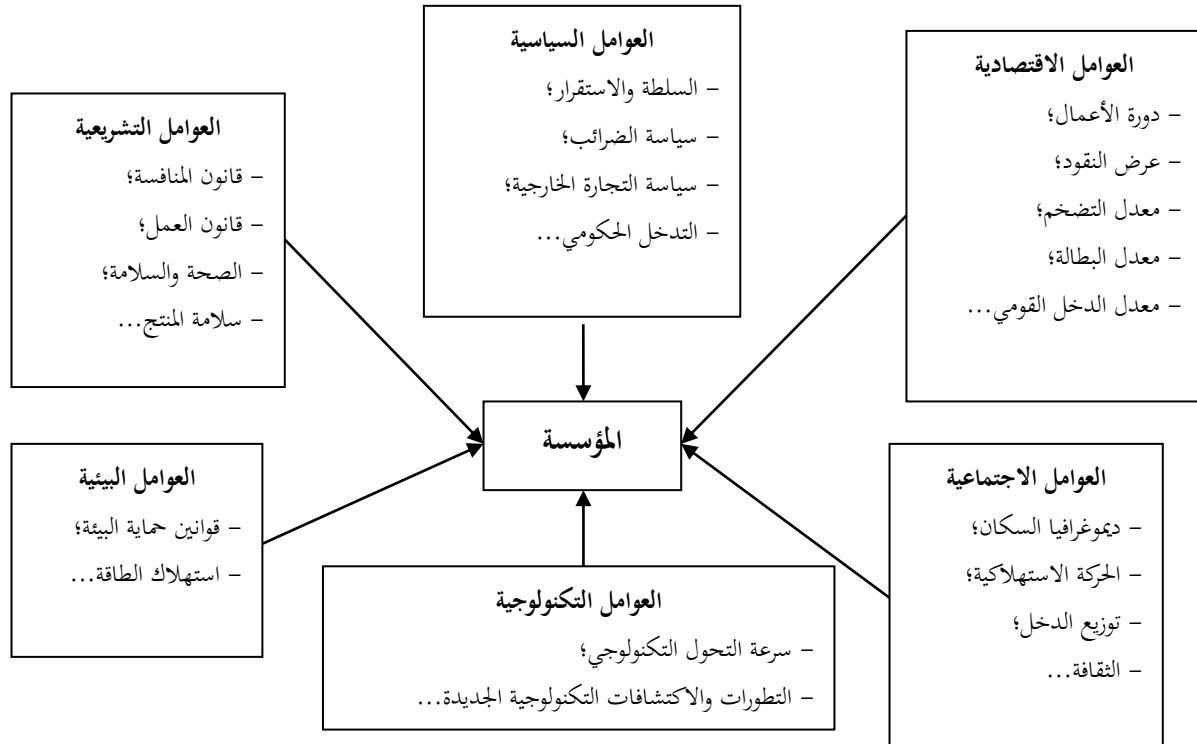 العوامل السياسية
– السلطة والاستقرار؛
– سياسة الضرائب؛
– سياسة التجارة الخارجية؛
– التدخل الحكومي...
العوامل الاقتصادية
– دورة الأعمال؛
– عرض النقود؛
– معدل التضخم؛
– معدل البطالة؛
– معدل الدخل القومي...
العوامل التشريعية
– قانون المنافسة؛
– قانون العمل؛
– الصحة والسلامة؛
– سلامة المنتج...
المؤسسة
العوامل الاجتماعية
– ديموغرافيا السكان؛
– الحركة الاستهلاكية؛
– توزيع الدخل؛
– الثقافة...
العوامل البيئية
– قوانين حماية البيئة؛
– استهلاك الطاقة...
العوامل التكنولوجية
– سرعة التحول التكنولوجي؛
– التطورات والاكتشافات التكنولوجية الجديدة...